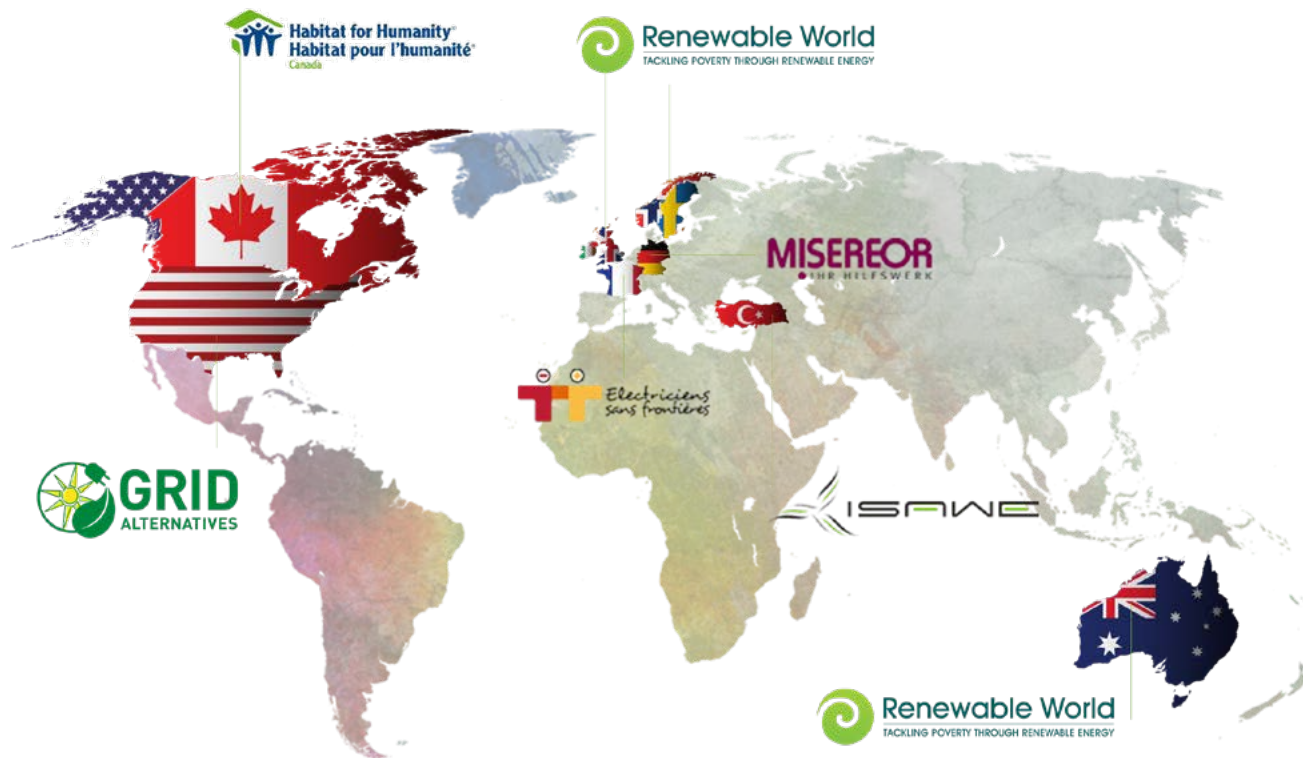 Habitat for Humanity®
Habitat pour l'humanité®
Canada
Renewable World
TACKLING POVERTY THROUGH RENEWABLE ENERGY
MISEREOR
IHR HILFSWERK
Electriciens
sans frontières
GRID
ALTERNATIVES
ISAWE
Renewable World
TACKLING POVERTY THROUGH RENEWABLE ENERGY